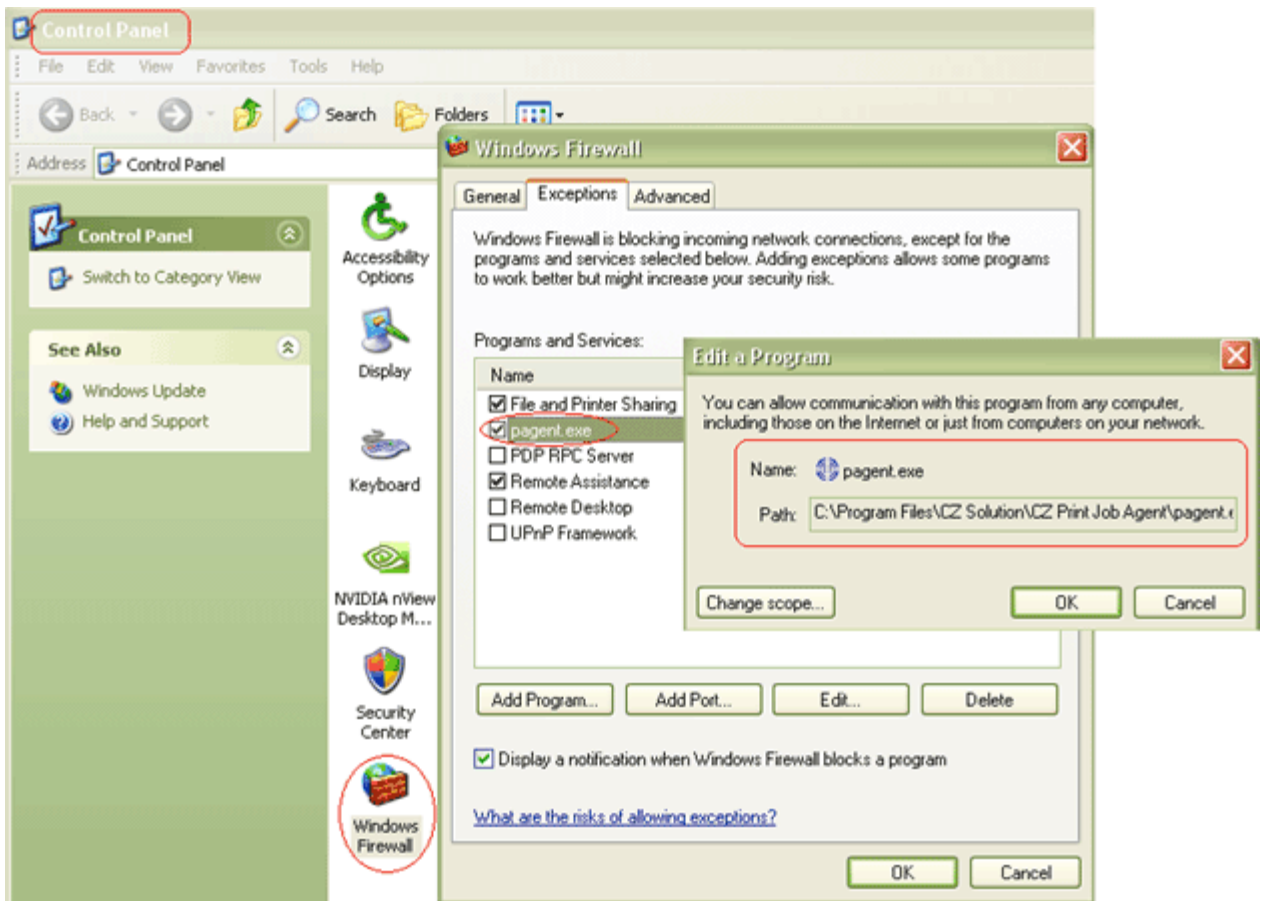 Control Panel
File Edit View Favorites Tools Help
Back Search Folders
Address Control Panel
Control Panel
Switch to Category View
See Also
Windows Update
Help and Support
Accessibility
Options
Display
Keyboard
NVIDIA nView
Desktop M...
Security
Center
Windows
Firewall
Windows Firewall
General Exceptions Advanced
Windows Firewall is blocking incoming network connections, except for the
programs and services selected below. Adding exceptions allows some programs
to work better but might increase your security risk.
Programs and Services:
Name
File and Printer Sharing
pagent.exe
PDP RPC Server
Remote Assistance
Remote Desktop
UPnP Framework
Add Program... Add Port... Edit... Delete
Display a notification when Windows Firewall blocks a program
What are the risks of allowing exceptions?
OK Cancel
Edit a Program
You can allow communication with this program from any computer,
including those on the Internet or just from computers on your network.
Name: pagent.exe
Path: C:\Program Files\CZ Solution\CZ Print Job Agent\pagent.e
Change scope... OK Cancel